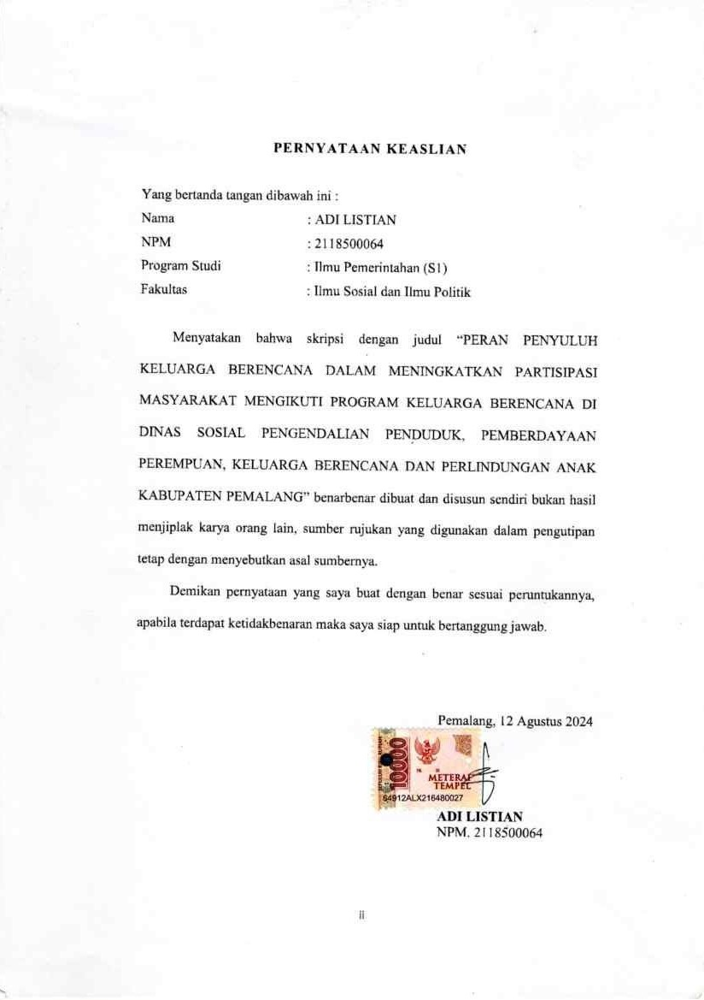 PERNYATAAN KEASLIAN
Yang bertanda tangan dibawah ini :
Nama : ADI LISTIAN
NPM : 2118500064
Program Studi : Ilmu Pemerintahan (S1)
Fakultas : Ilmu Sosial dan Ilmu Politik
Menyatakan bahwa skripsi dengan judul “PERAN PENYULUH
KELUARGA BERENCANA DALAM MENINGKATKAN PARTISIPASI
MASYARAKAT MENGIKUTI PROGRAM KELUARGA BERENCANA DI
DINAS SOSIAL PENGENDALIAN PENDUDUK, PEMBERDAYAAN
PEREMPUAN, KELUARGA BERENCANA DAN PERLINDUNGAN ANAK
KABUPATEN PEMALANG” benarbenar dibuat dan disusun sendiri bukan hasil
menjiplak karya orang lain, sumber rujukan yang digunakan dalam pengutipan
tetap dengan menyebutkan asal sumbernya.
Demikan pernyataan yang saya buat dengan benar sesuai peruntukannya,
apabila terdapat ketidakbenaran maka saya siap untuk bertanggung jawab.
Pemalang, 12 Agustus 2024
10000
METERAI
TEMPEL
64912ALX216480027
ADI LISTIAN
NPM. 2118500064
ii